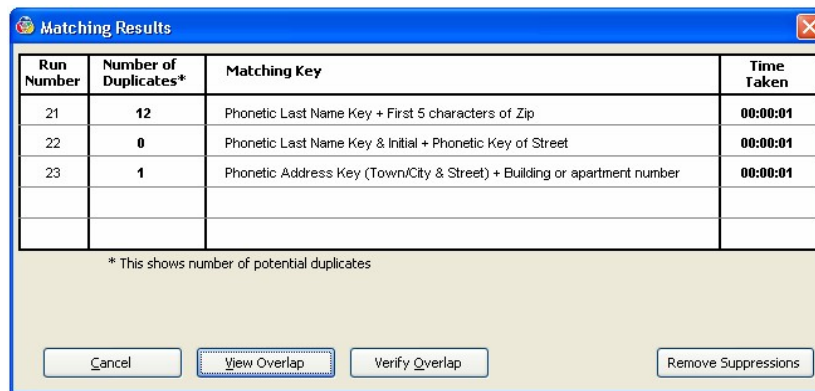 Matching Results
Run Number Number of Duplicates* Matching Key Time Taken
21 12 Phonetic Last Name Key + First 5 characters of Zip 00:00:01
22 0 Phonetic Last Name Key & Initial + Phonetic Key of Street 00:00:01
23 1 Phonetic Address Key (Town/City & Street) + Building or apartment number 00:00:01
* This shows number of potential duplicates
Cancel View Overlap Verify Overlap Remove Suppressions